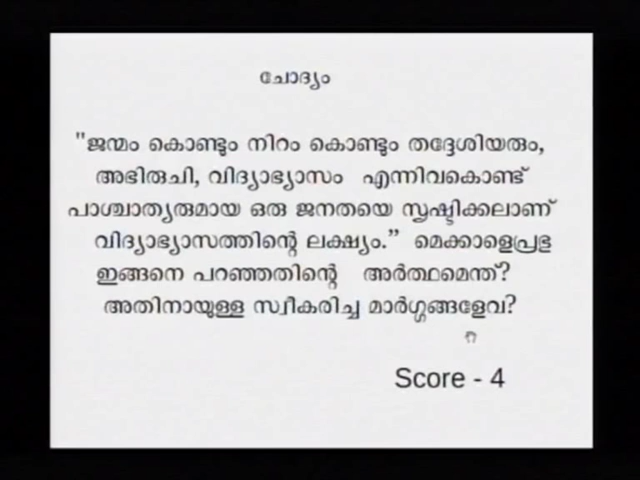 ചോദ്യം
"ജന്മം കൊണ്ടും നിറം കൊണ്ടും തദ്ദേശിയരും,
അഭിരുചി, വിദ്യാഭ്യാസം എന്നിവകൊണ്ട്
പാശ്ചാത്യരുമായ ഒരു ജനതയെ സൃഷ്ടിക്കലാണ്
വിദ്യാഭ്യാസത്തിന്റെ ലക്ഷ്യം.” മെക്കാളെപ്രഭു
ഇങ്ങനെ പറഞ്ഞതിന്റെ അർത്ഥമെന്ത്?
അതിനായുള്ള സ്വീകരിച്ച മാർഗ്ഗങ്ങളേവ?
Score - 4